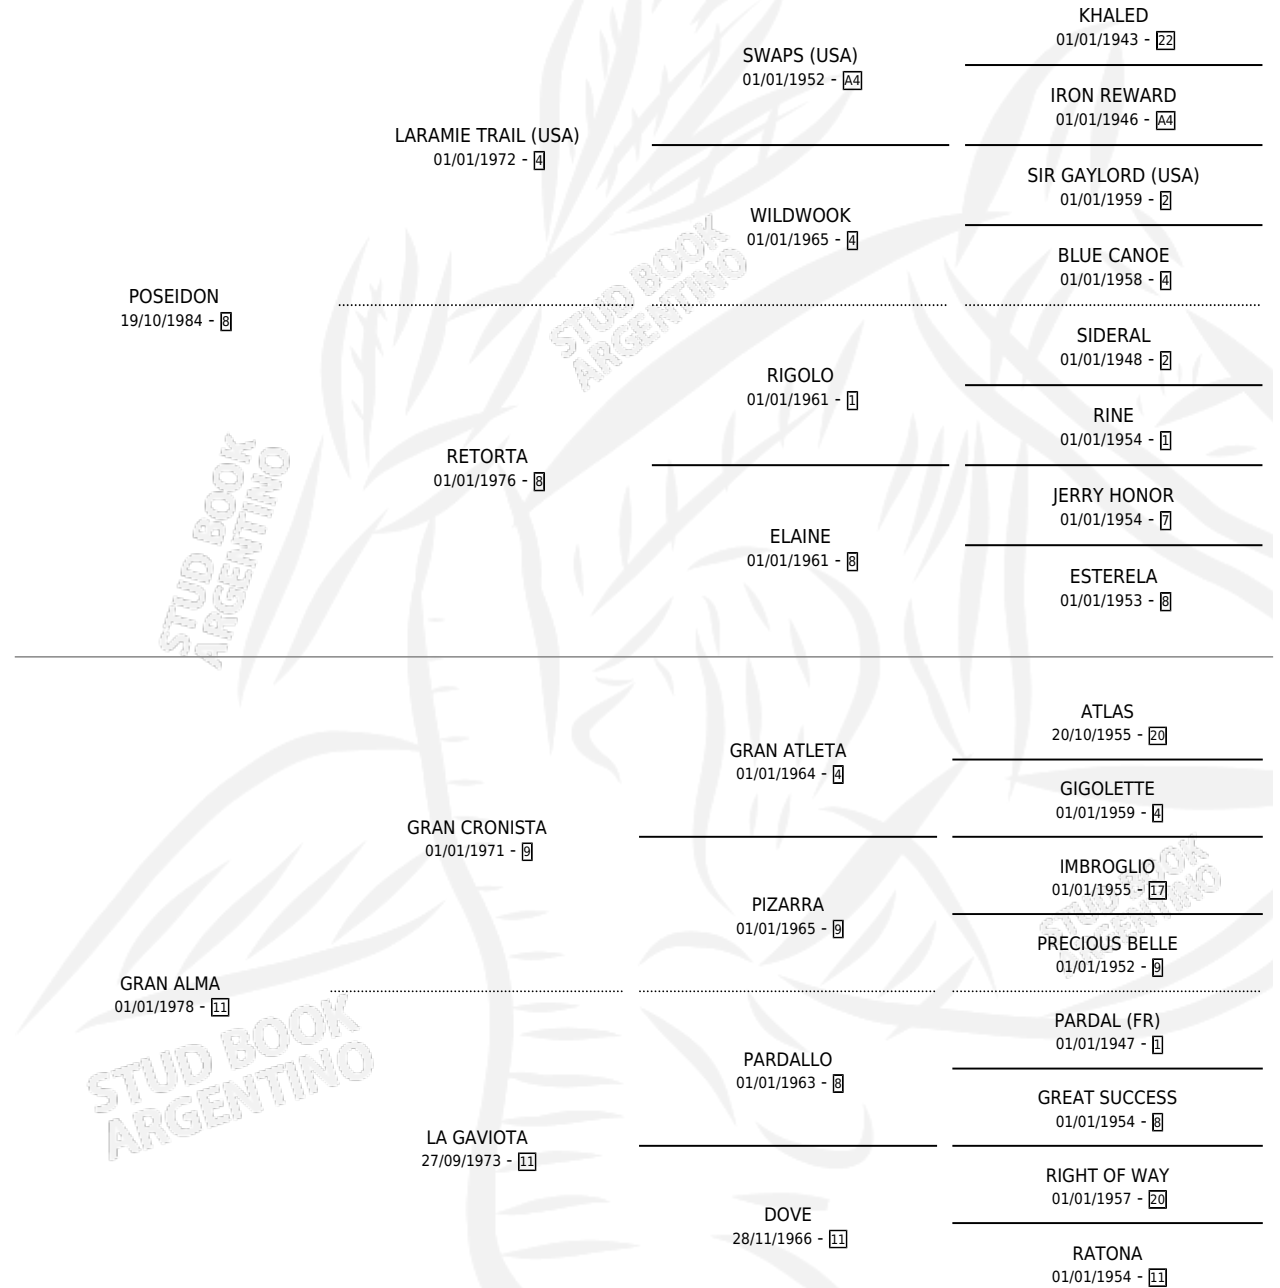 KHALED
01/01/1943 - 22
SWAPS (USA)
01/01/1952 - A4
IRON REWARD
01/01/1946 - A4
LARAMIE TRAIL (USA)
01/01/1972 - 4
SIR GAYLORD (USA)
01/01/1959 - 2
WILDWOOK
01/01/1965 - 4
BLUE CANOE
01/01/1958 - 4
POSEIDON
19/10/1984 - 8
STUD BOOK
ARGENTINO
SIDERAL
01/01/1948 - 2
RIGOLO
01/01/1961 - 1
RINE
01/01/1954 - 1
RETORTA
01/01/1976 - 8
JERRY HONOR
01/01/1954 - 7
ELAINE
01/01/1961 - 8
ESTERELA
01/01/1953 - 8
STUD BOOK
ARGENTINO
ATLAS
20/10/1955 - 20
GRAN ATLETA
01/01/1964 - 4
GIGOLETTE
01/01/1959 - 4
GRAN CRONISTA
01/01/1971 - 9
IMBROGLIO
01/01/1955 - 17
PIZARRA
01/01/1965 - 9
STUD BOOK
ARGENTINO
PRECIOUS BELLE
01/01/1952 - 9
GRAN ALMA
01/01/1978 - 11
PARDAL (FR)
01/01/1947 - 1
PARDALLO
01/01/1963 - 8
GREAT SUCCESS
01/01/1954 - 8
STUD BOOK
ARGENTINO
LA GAVIOTA
27/09/1973 - 11
RIGHT OF WAY
01/01/1957 - 20
DOVE
28/11/1966 - 11
RATONA
01/01/1954 - 11